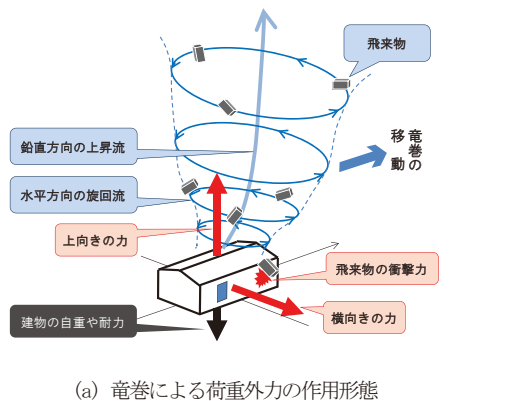 飛来物
竜巻の
移動
鉛直方向の上昇流
水平方向の旋回流
上向きの力
飛来物の衝撃力
横向きの力
建物の自重や耐力
(a) 竜巻による荷重外力の作用形態